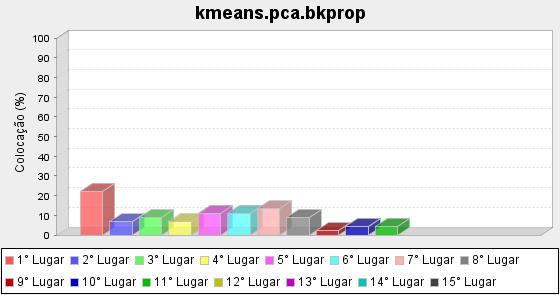 kmeans.pca.bkprop
Colocação (%)
100
90
80
70
60
50
40
30
20
10
0
1° Lugar 2° Lugar 3° Lugar 4° Lugar 5° Lugar 6° Lugar 7° Lugar 8° Lugar
9° Lugar 10° Lugar 11° Lugar 12° Lugar 13° Lugar 14° Lugar 15° Lugar